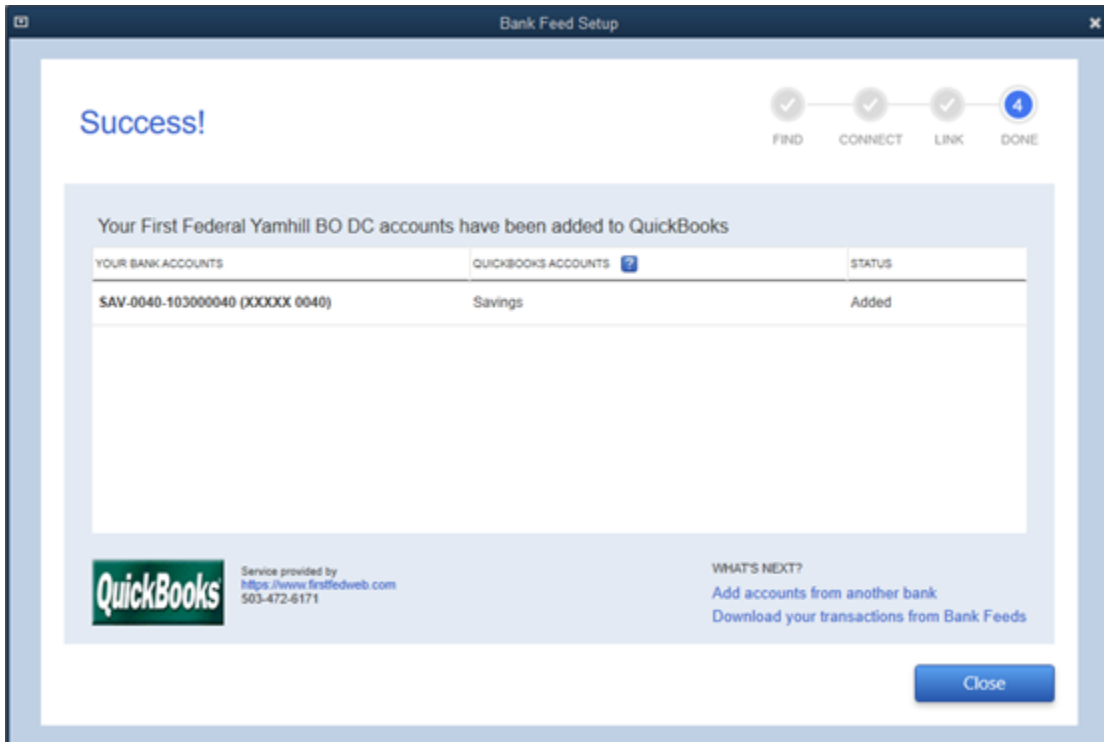 Bank Feed Setup
Success!
4
FIND CONNECT LINK DONE
Your First Federal Yamhill BO DC accounts have been added to QuickBooks
YOUR BANK ACCOUNTS QUICKBOOKS ACCOUNTS ? STATUS
SAV-0040-103000040 (XXXXX 0040) Savings Added
QuickBooks
Service provided by
https://www.firstfedweb.com
503-472-6171
WHAT'S NEXT?
Add accounts from another bank
Download your transactions from Bank Feeds
Close